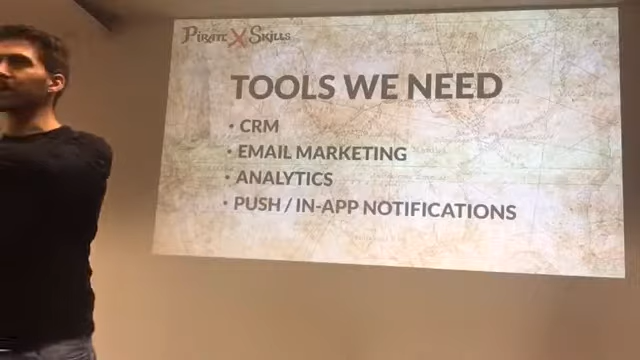 Pirate X Skills
TOOLS WE NEED
• CRM
• EMAIL MARKETING
• ANALYTICS
• PUSH / IN-APP NOTIFICATIONS